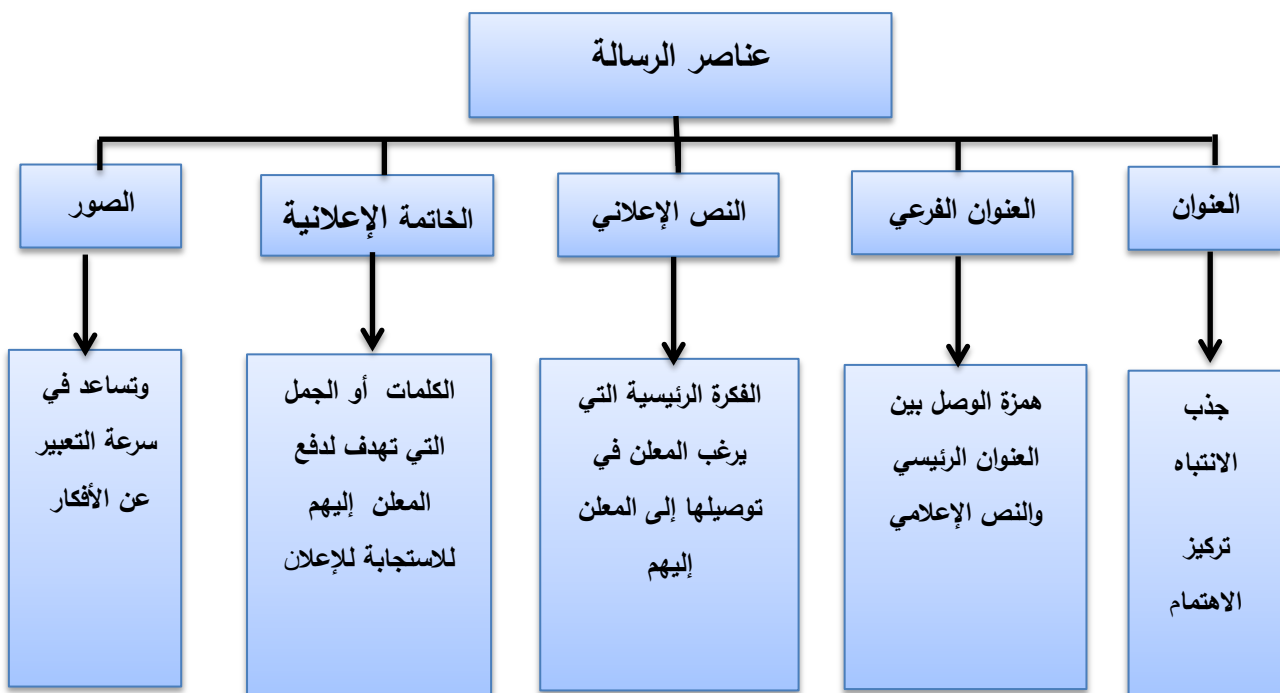 عناصر الرسالة
العنوان
العنوان الفرعي
النص الإعلاني
الخاتمة الإعلانية
الصور
جذب
الانتباه
تركيز
الاهتمام
همزة الوصل بين
العنوان الرئيسي
والنص الإعلامي
الفكرة الرئيسية التي
يرغب المعلن في
توصيلها إلى المعلن
إليهم
الكلمات أو الجمل
التي تهدف لدفع
المعلن إليهم
للاستجابة للإعلان
وتساعد في
سرعة التعبير
عن الأفكار